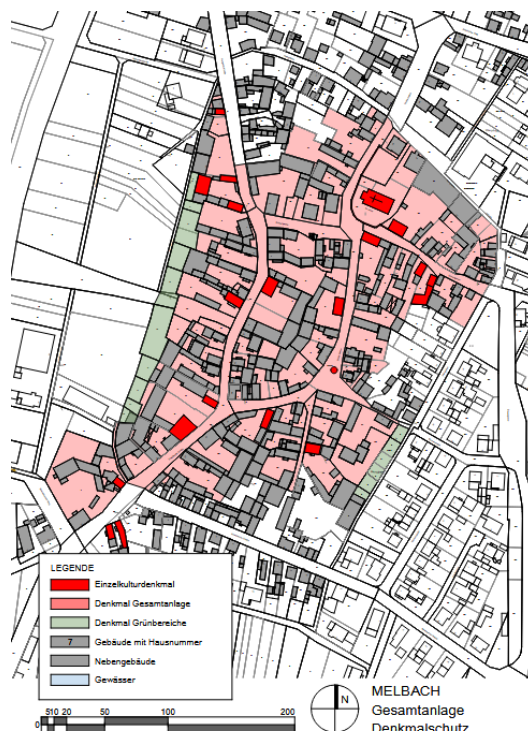 LEGENDE
Einzelkulturdenkmal
Denkmal Gesamtanlage
Denkmal Grünbereiche
7 Gebäude mit Hausnummer
Nebengebäude
Gewässer
0 5 10 20 50 100 200
N
MELBACH
Gesamtanlage
Denkmalschutz